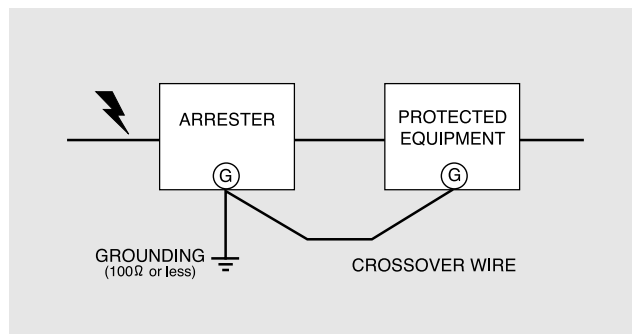 ARRESTER
PROTECTED
EQUIPMENT
G
G
GROUNDING
(100Ω or less)
CROSSOVER WIRE